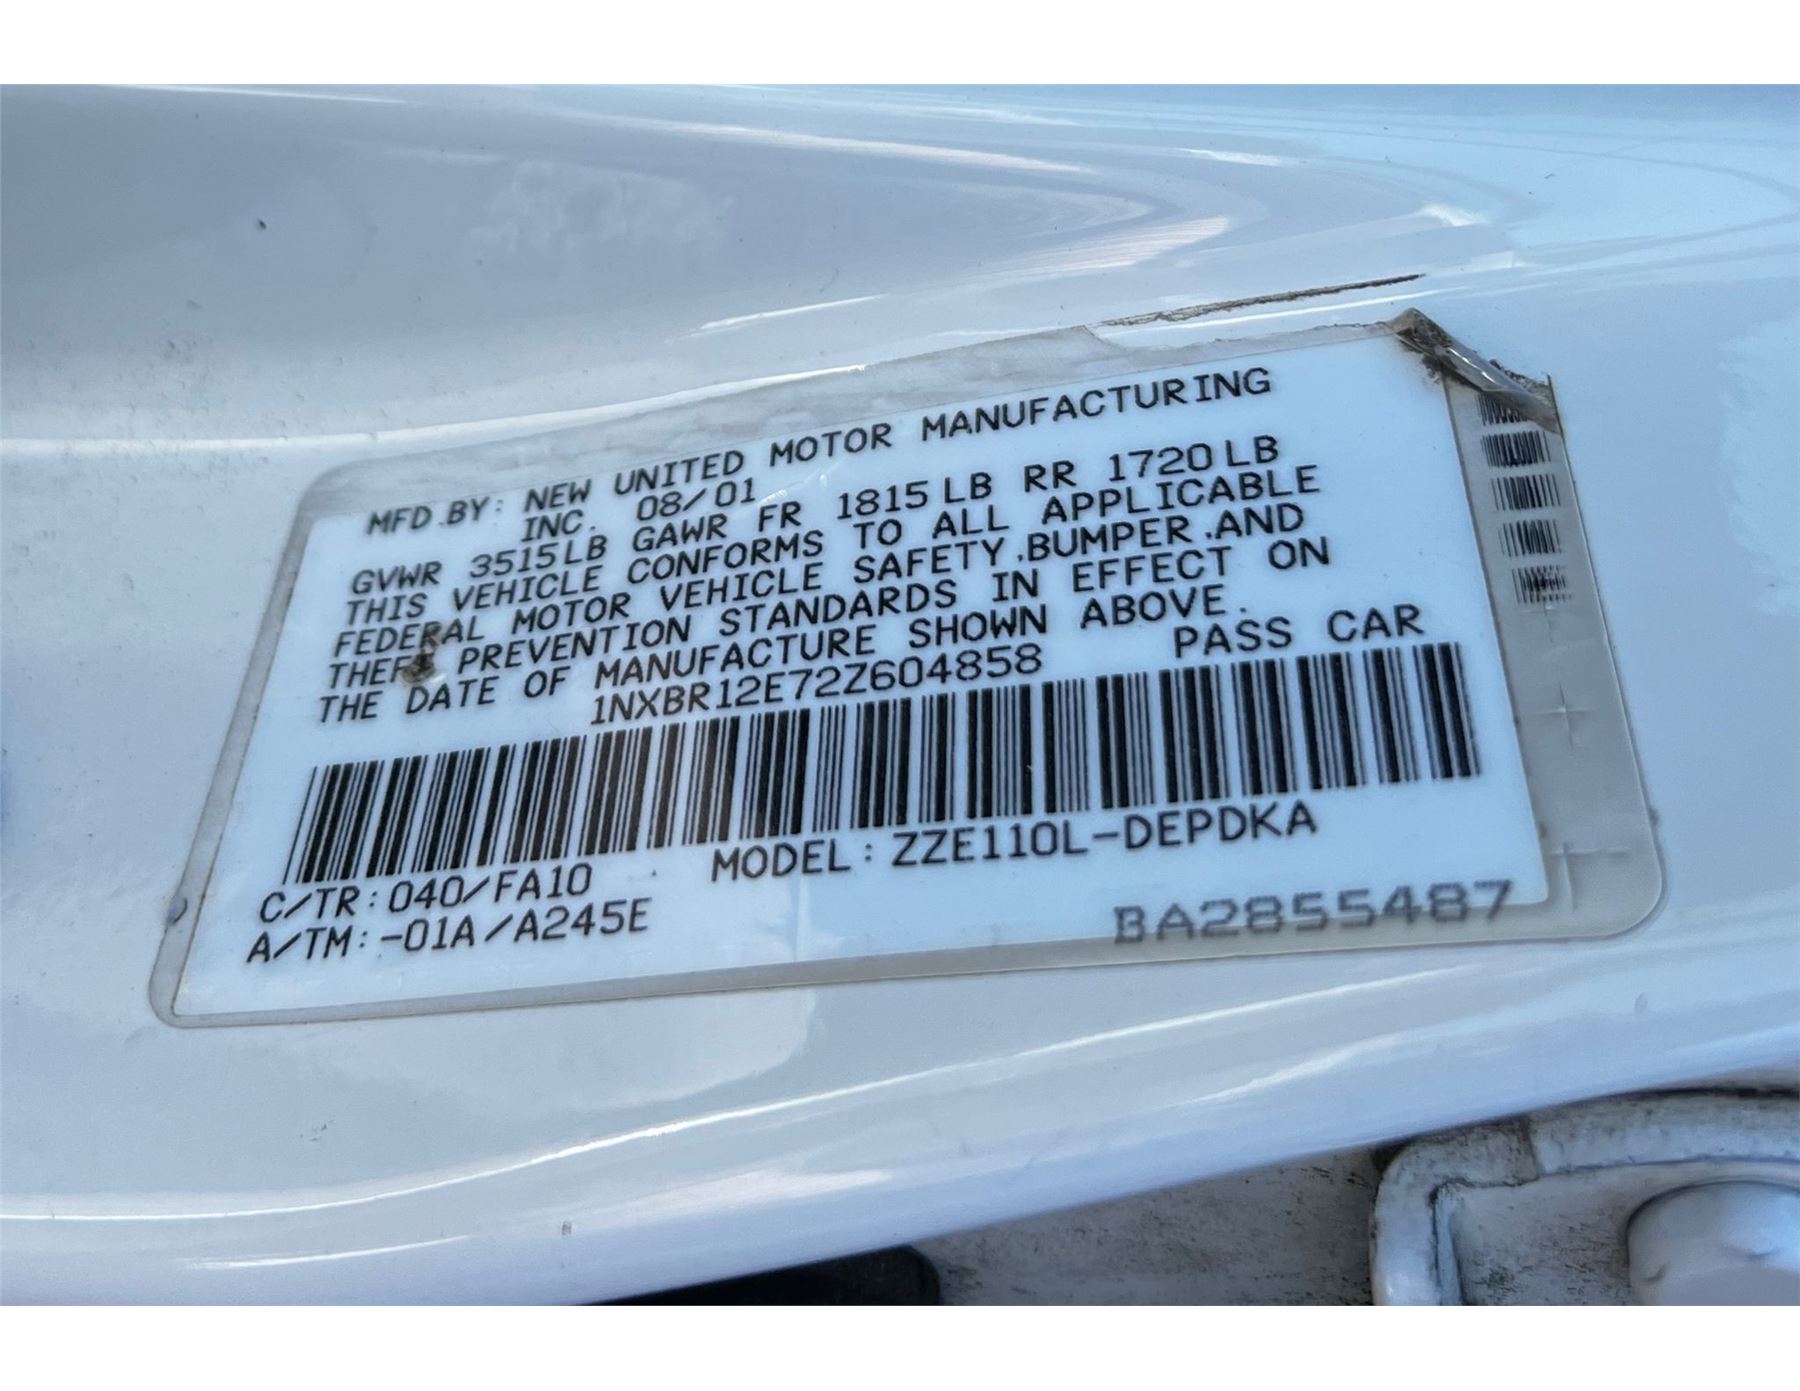 MFD.BY: NEW UNITED MOTOR MANUFACTURING
INC. 08/01
GVWR 3515LB GAWR FR 1815LB RR 1720LB
THIS VEHICLE CONFORMS TO ALL APPLICABLE
FEDERAL MOTOR VEHICLE SAFETY.BUMPER.AND
THEFT PREVENTION STANDARDS IN EFFECT ON
THE DATE OF MANUFACTURE SHOWN ABOVE.
1NXBR12E72Z604858 PASS CAR
C/TR:040/FA10 MODEL:ZZE110L-DEPDKA
A/TM:-01A/A245E
BA2855487